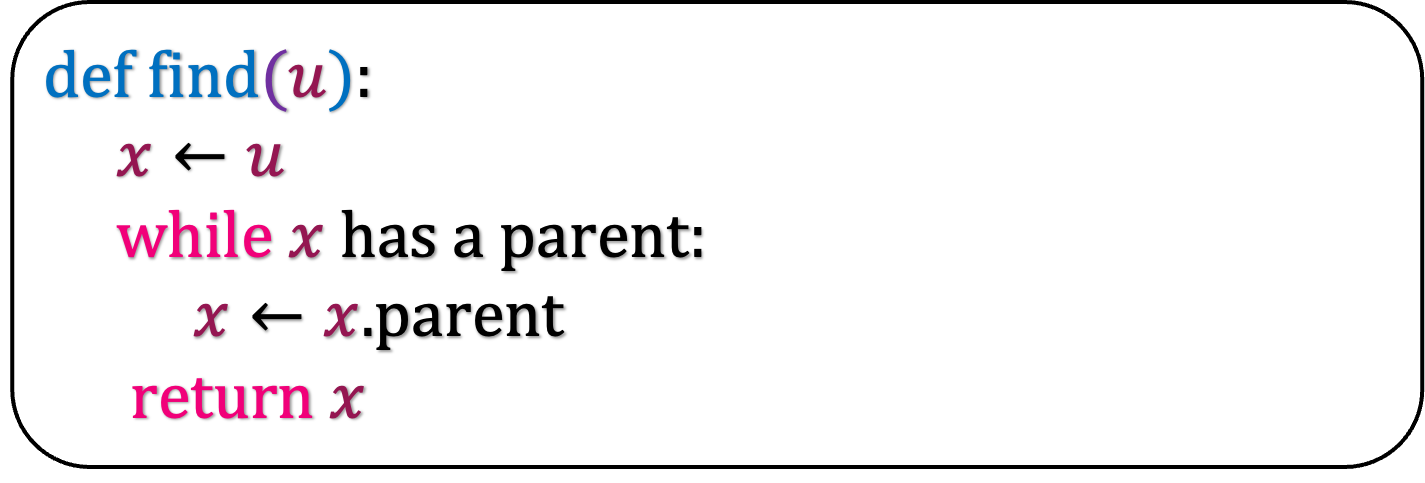 def find(u):
x ← u
while x has a parent:
x ← x.parent
return x